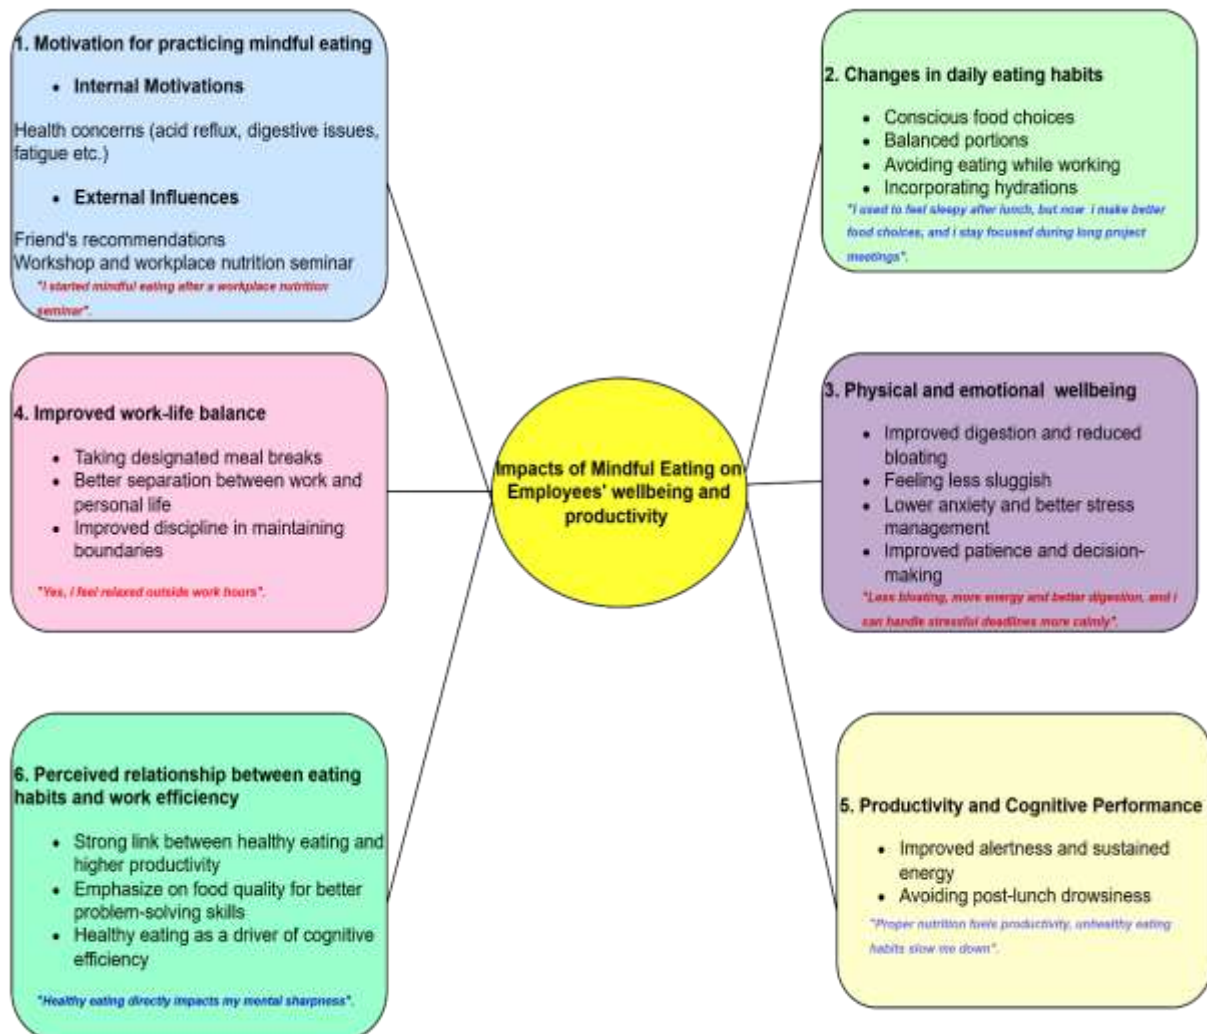 1. Motivation for practicing mindful eating
• Internal Motivations
Health concerns (acid reflux, digestive issues,
fatigue etc.)
• External Influences
Friend's recommendations
Workshop and workplace nutrition seminar
"I started mindful eating after a workplace nutrition
seminar".
2. Changes in daily eating habits
• Conscious food choices
• Balanced portions
• Avoiding eating while working
• Incorporating hydrations
"I used to feel sleepy after lunch, but now i make better
food choices, and i stay focused during long project
meetings".
Impacts of Mindful Eating on
Employees' wellbeing and
productivity
3. Physical and emotional wellbeing
• Improved digestion and reduced
bloating
• Feeling less sluggish
• Lower anxiety and better stress
management
• Improved patience and decision-
making
"Less bloating, more energy and better digestion, and i
can handle stressful deadlines more calmly".
4. Improved work-life balance
• Taking designated meal breaks
• Better separation between work and
personal life
• Improved discipline in maintaining
boundaries
"Yes, i feel relaxed outside work hours".
5. Productivity and Cognitive Performance
• Improved alertness and sustained
energy
• Avoiding post-lunch drowsiness
"Proper nutrition fuels productivity, unhealthy eating
habits slow me down".
6. Perceived relationship between eating
habits and work efficiency
• Strong link between healthy eating and
higher productivity
• Emphasize on food quality for better
problem-solving skills
• Healthy eating as a driver of cognitive
efficiency
"Healthy eating directly impacts my mental sharpness".